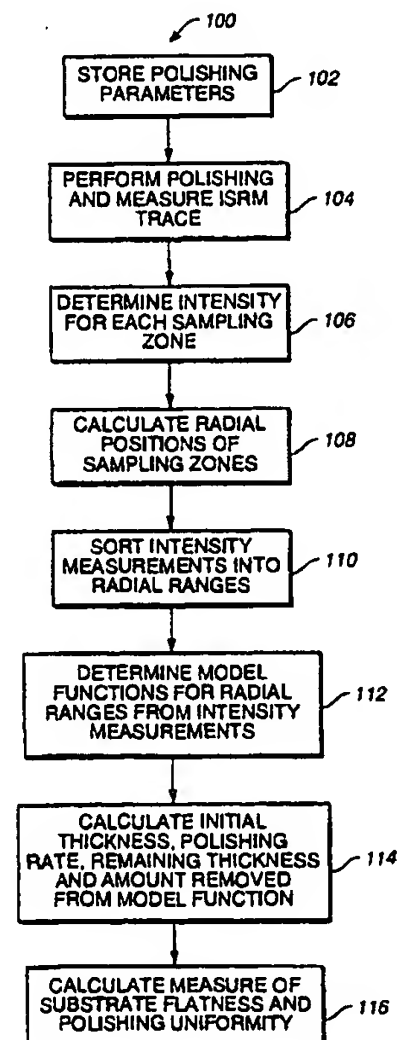 100
STORE POLISHING
PARAMETERS
102
PERFORM POLISHING
AND MEASURE ISRM
TRACE
104
DETERMINE INTENSITY
FOR EACH SAMPLING
ZONE
106
CALCULATE RADIAL
POSITIONS OF
SAMPLING ZONES
108
SORT INTENSITY
MEASUREMENTS INTO
RADIAL RANGES
110
DETERMINE MODEL
FUNCTIONS FOR RADIAL
RANGES FROM INTENSITY
MEASUREMENTS
112
CALCULATE INITIAL
THICKNESS, POLISHING
RATE, REMAINING THICKNESS
AND AMOUNT REMOVED
FROM MODEL FUNCTION
114
CALCULATE MEASURE OF
SUBSTRATE FLATNESS AND
POLISHING UNIFORMITY
116